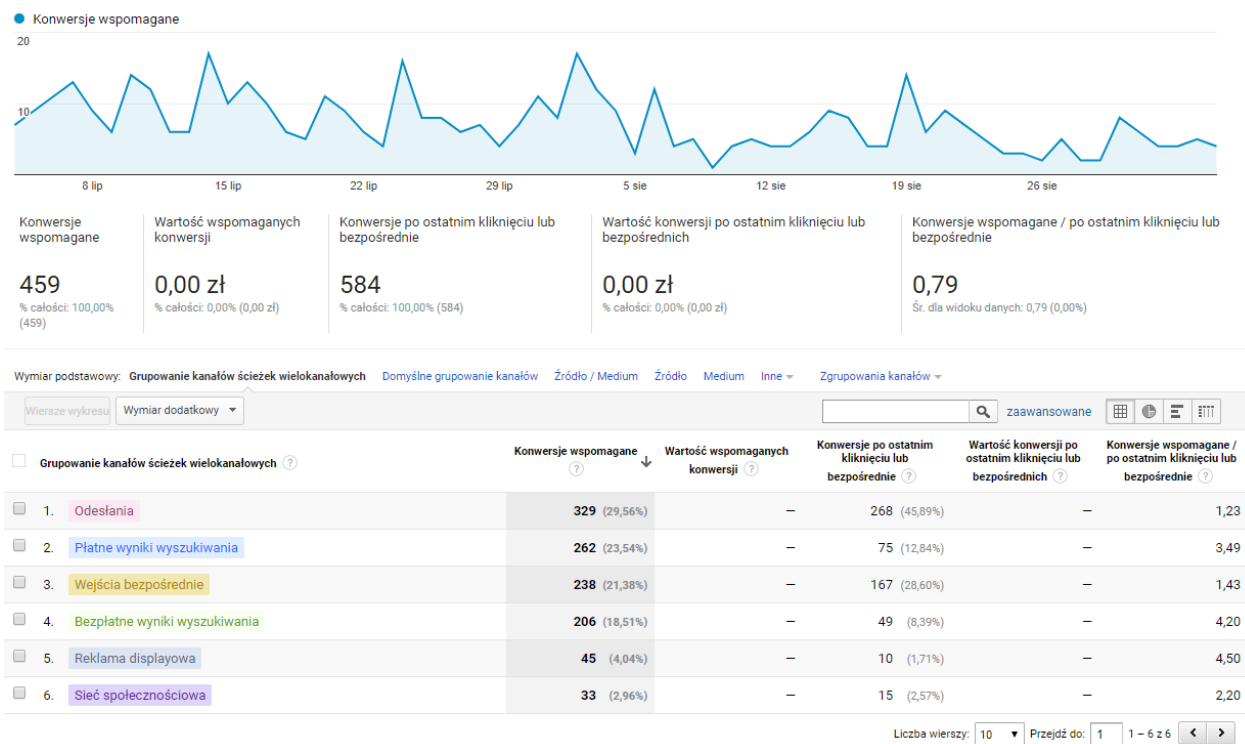 Konwersje wspomagane
20
10
8 lip 15 lip 22 lip 29 lip 5 sie 12 sie 19 sie 26 sie
Konwersje wspomagane
459
% całości: 100,00% (459)
Wartość wspomaganych konwersji
0,00 zł
% całości: 0,00% (0,00 zł)
Konwersje po ostatnim kliknięciu lub bezpośrednie
584
% całości: 100,00% (584)
Wartość konwersji po ostatnim kliknięciu lub bezpośrednich
0,00 zł
% całości: 0,00% (0,00 zł)
Konwersje wspomagane / po ostatnim kliknięciu lub bezpośrednie
0,79
Śr. dla widoku danych: 0,79 (0,00%)
Wymiar podstawowy: Grupowanie kanałów ścieżek wielokanałowych Domyślne grupowanie kanałów Źródło / Medium Źródło Medium Inne Zgrupowania kanałów
Wiersze wykresu Wymiar dodatkowy zaawansowane
Grupowanie kanałów ścieżek wielokanałowych ?
Konwersje wspomagane ?
Wartość wspomaganych konwersji ?
Konwersje po ostatnim kliknięciu lub bezpośrednie ?
Wartość konwersji po ostatnim kliknięciu lub bezpośrednich ?
Konwersje wspomagane / po ostatnim kliknięciu lub bezpośrednie ?
1. Odesłania 329 (29,56%) – 268 (45,89%) – 1,23
2. Płatne wyniki wyszukiwania 262 (23,54%) – 75 (12,84%) – 3,49
3. Wejścia bezpośrednie 238 (21,38%) – 167 (28,60%) – 1,43
4. Bezpłatne wyniki wyszukiwania 206 (18,51%) – 49 (8,39%) – 4,20
5. Reklama displayowa 45 (4,04%) – 10 (1,71%) – 4,50
6. Sieć społecznościowa 33 (2,96%) – 15 (2,57%) – 2,20
Liczba wierszy: 10 Przejdź do: 1 1 – 6 z 6